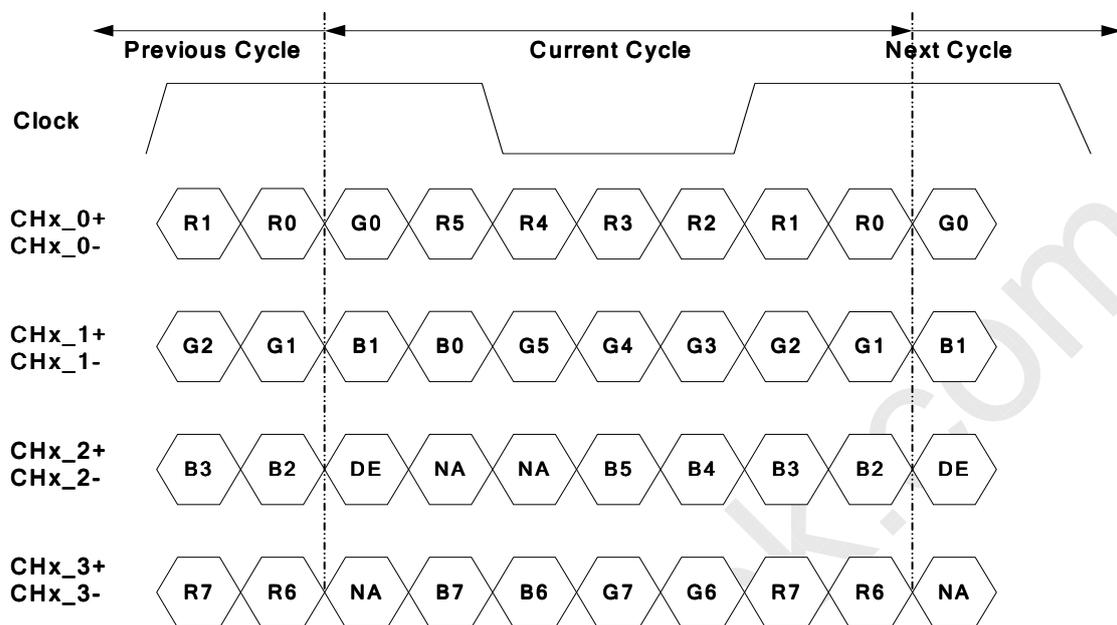 Previous Cycle Current Cycle Next Cycle
Clock
CHx_0+
CHx_0-
R1 R0 G0 R5 R4 R3 R2 R1 R0 G0
CHx_1+
CHx_1-
G2 G1 B1 B0 G5 G4 G3 G2 G1 B1
CHx_2+
CHx_2-
B3 B2 DE NA NA B5 B4 B3 B2 DE
CHx_3+
CHx_3-
R7 R6 NA B7 B6 G7 G6 R7 R6 NA
k.com